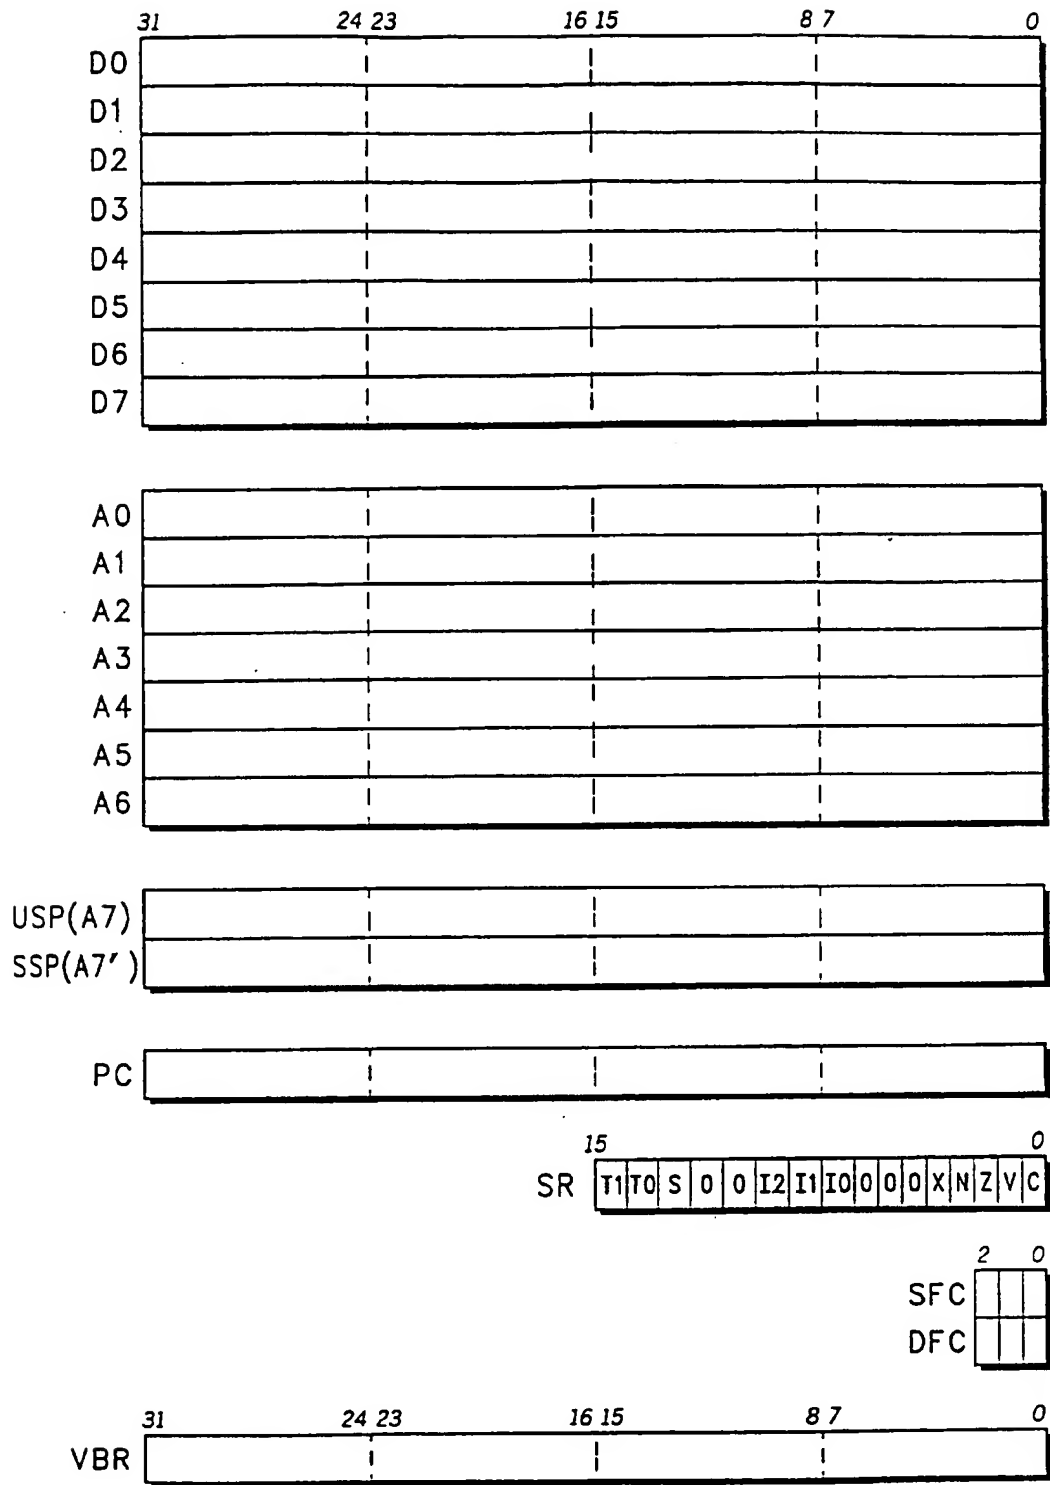 31 24 23 16 15 8 7 0
D0
D1
D2
D3
D4
D5
D6
D7
A0
A1
A2
A3
A4
A5
A6
USP(A7)
SSP(A7′)
PC
15 0
SR T1 T0 S 0 0 I2 I1 I0 0 0 0 X N Z V C
2 0
SFC
DFC
31 24 23 16 15 8 7 0
VBR